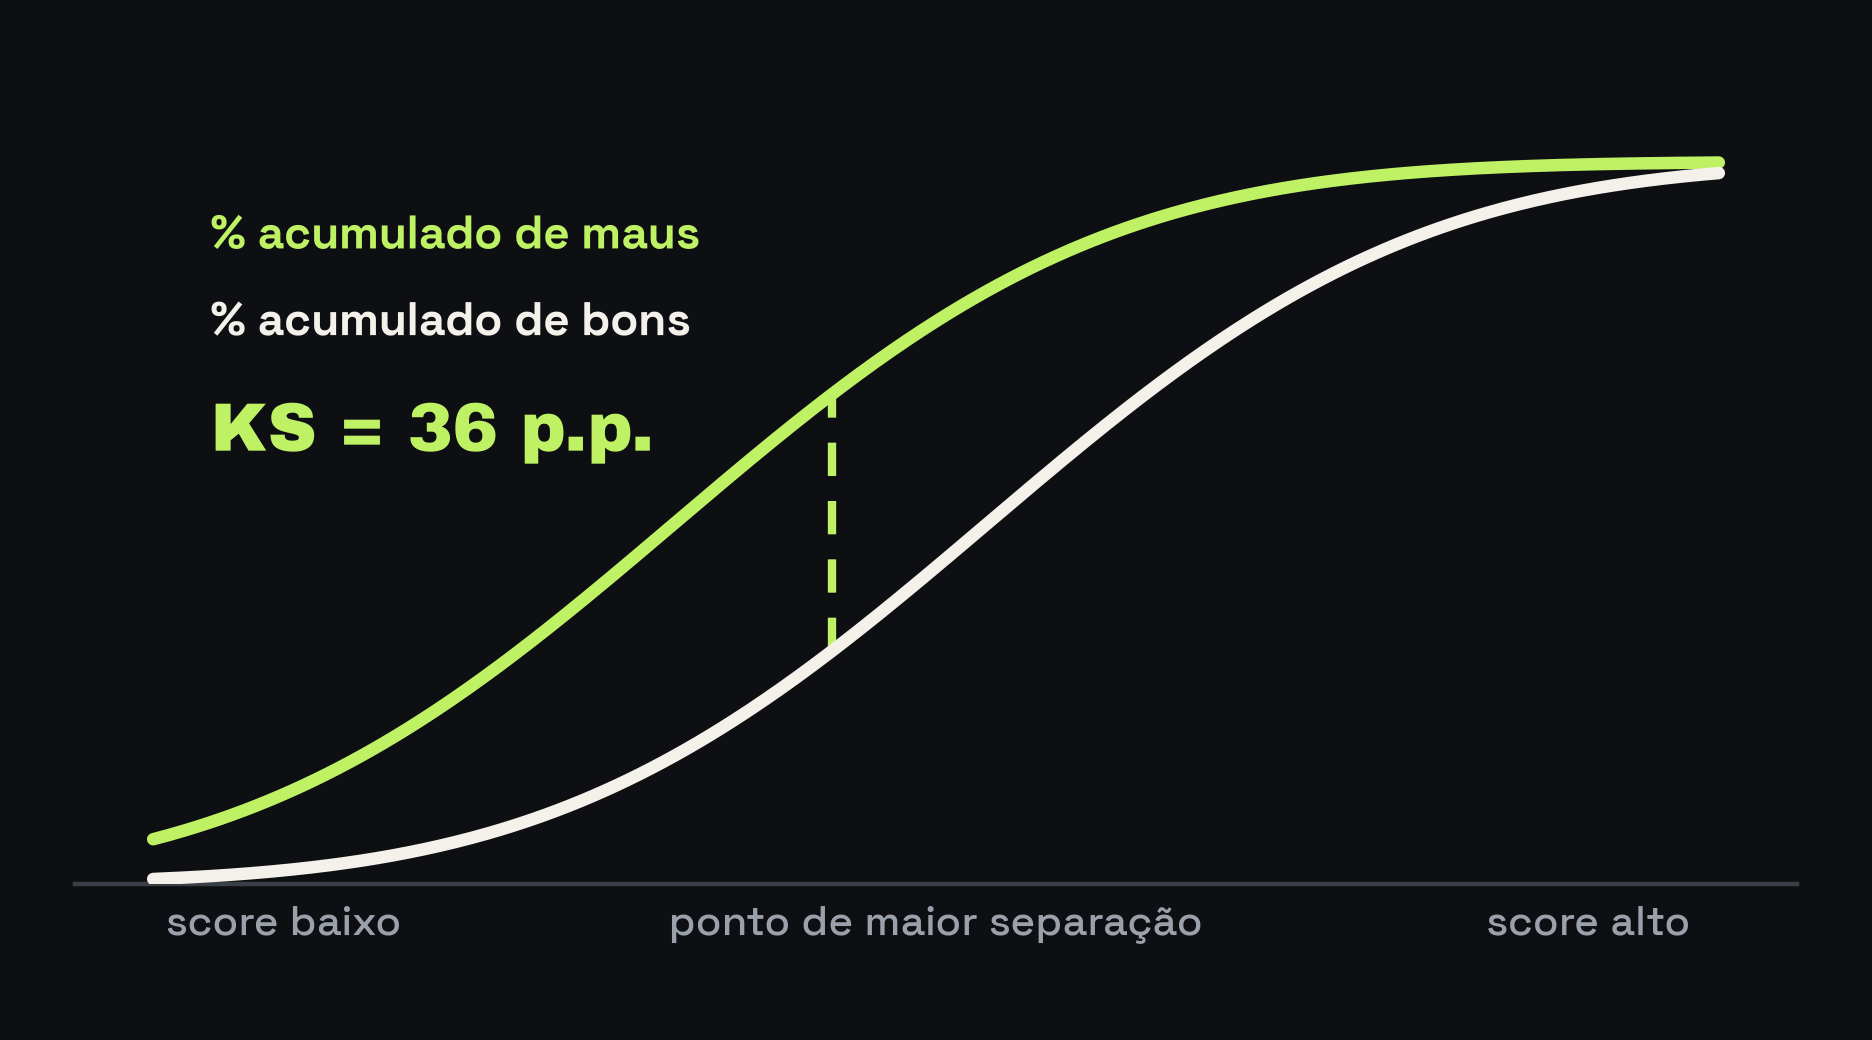 % acumulado de maus
% acumulado de bons
KS = 36 p.p.
score baixo
ponto de maior separação
score alto